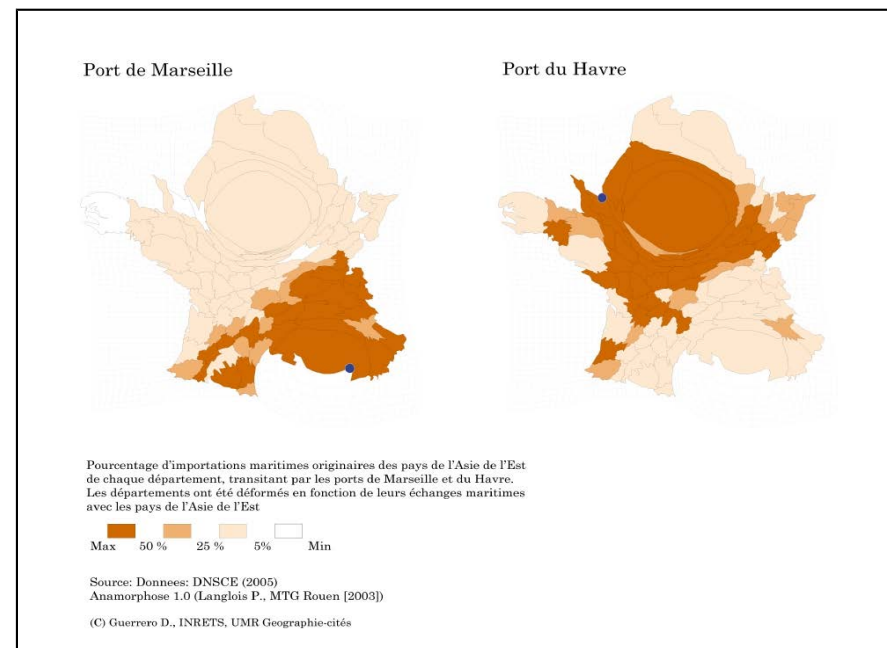 Port de Marseille
Port du Havre
Pourcentage d'importations maritimes originaires des pays de l'Asie de l'Est
de chaque département, transitant par les ports de Marseille et du Havre.
Les départements ont été déformés en fonction de leurs échanges maritimes
avec les pays de l'Asie de l'Est
Max 50 % 25 % 5% Min
Source: Donnees: DNSCE (2005)
Anamorphose 1.0 (Langlois P., MTG Rouen [2003])
(C) Guerrero D., INRETS, UMR Geographie-cités